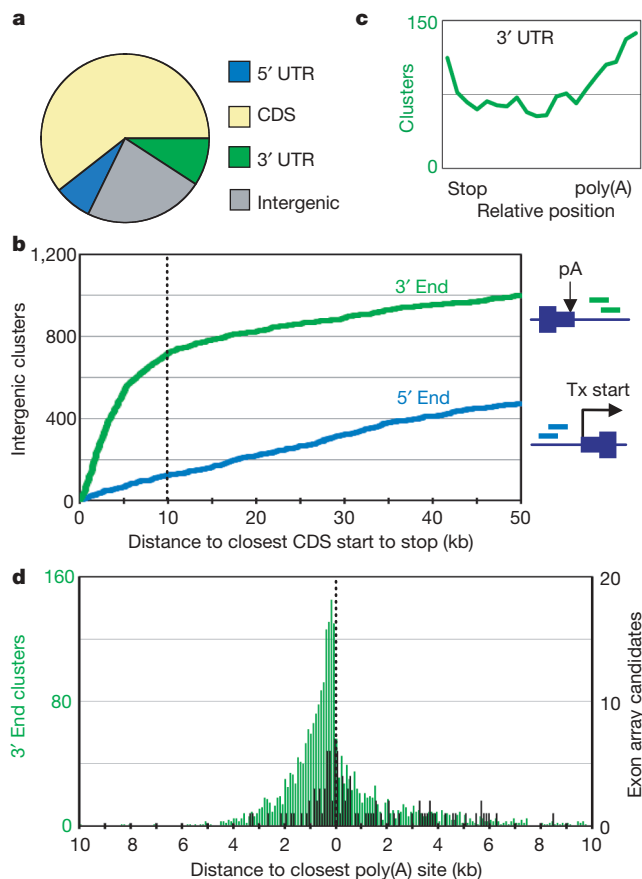 a
5′ UTR
CDS
3′ UTR
Intergenic
c
150
Clusters
0
3′ UTR
Stop
poly(A)
Relative position
b
1,200
800
400
0
Intergenic clusters
3′ End
5′ End
0
10
20
30
40
50
Distance to closest CDS start to stop (kb)
pA
Tx start
d
160
80
0
3′ End clusters
20
10
0
Exon array candidates
10 8 6 4 2 0 2 4 6 8 10
Distance to closest poly(A) site (kb)